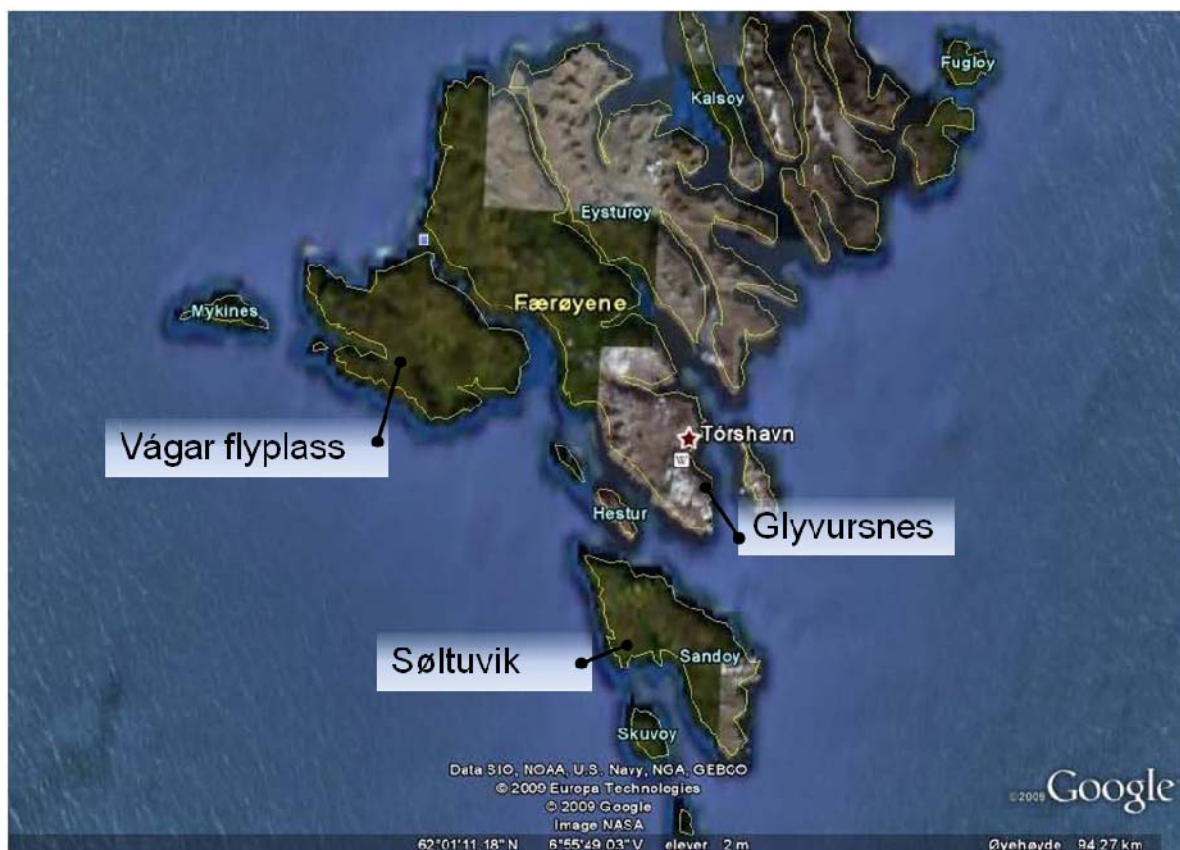 Fugloy
Kalsoy
Eysturoy
Færøyene
Mykines
Vágar flyplass
Tórshavn
W
Hestur
Glyvursnes
Søltuvik
Sandoy
Skuvoy
Data SIO, NOAA, U.S. Navy, NGA, GEBCO
© 2009 Europa Technologies
© 2009 Google
Image NASA
©2009 Google
62°01'11.18" N 6°55'49.03" V elever 2 m Øyehøyde 94.27 km